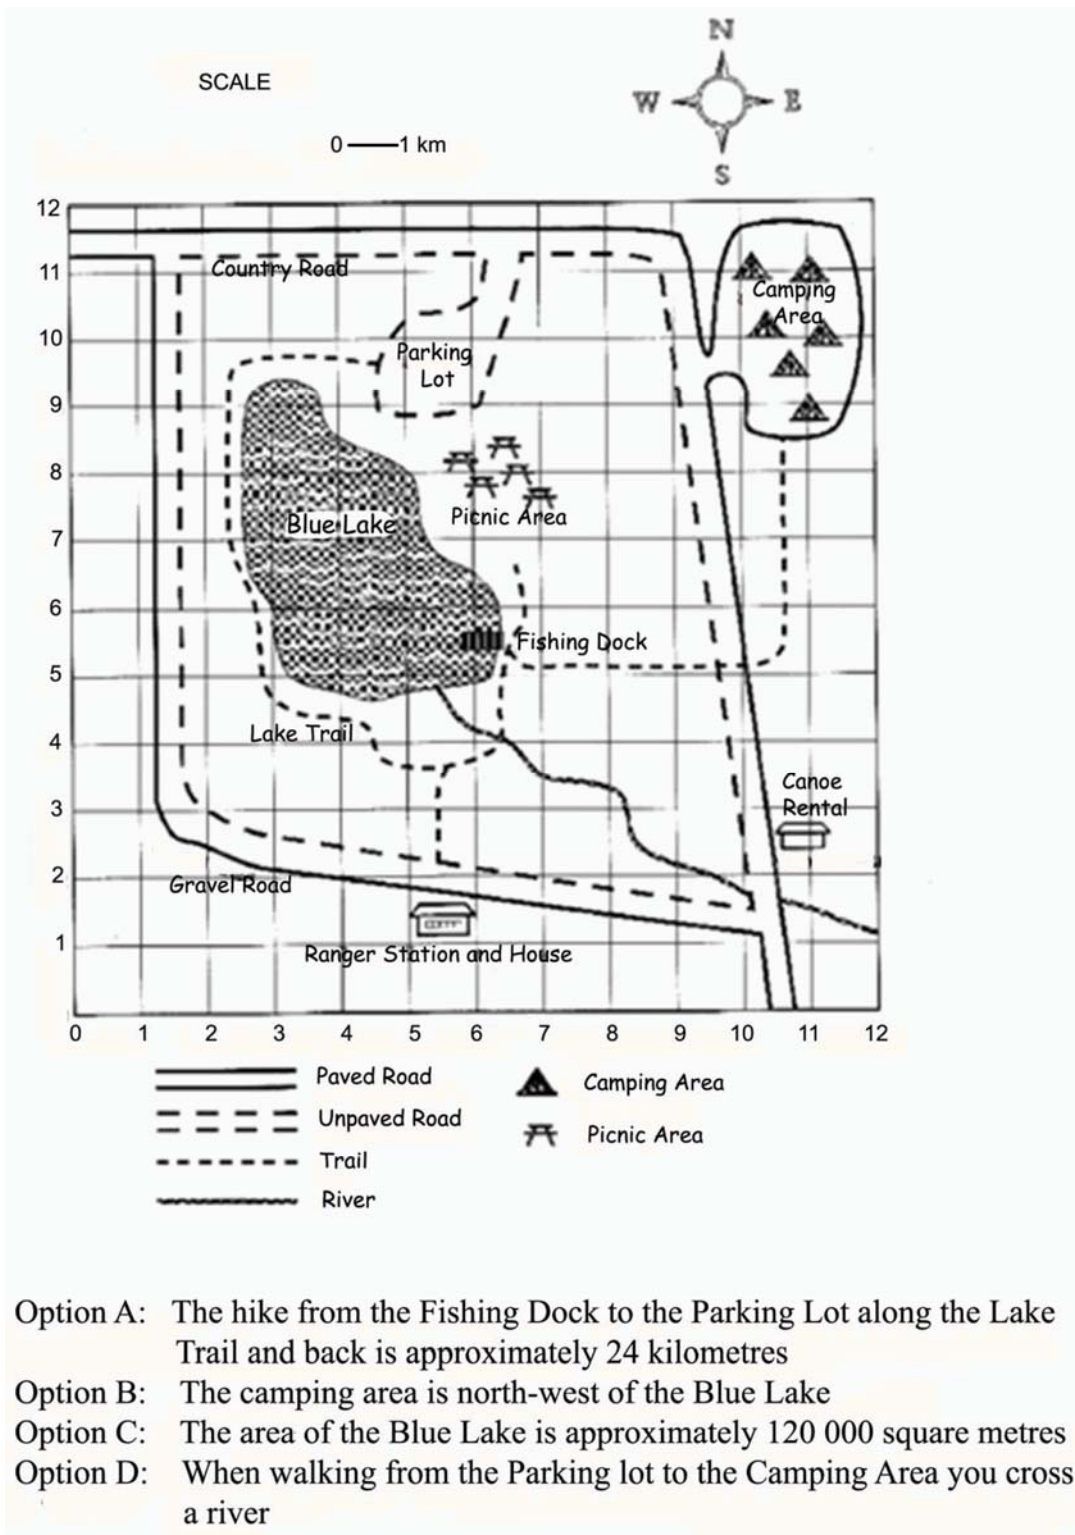 N
SCALE
W E
0 1 km
S
12
11
Country Road
Camping
Area
10
Parking
Lot
9
8
Picnic Area
Blue Lake
7
6
Fishing Dock
5
Lake Trail
4
Canoe
Rental
3
2
Gravel Road
1
Ranger Station and House
0 1 2 3 4 5 6 7 8 9 10 11 12
Paved Road
Camping Area
Unpaved Road
Picnic Area
Trail
River
Option A: The hike from the Fishing Dock to the Parking Lot along the Lake
Trail and back is approximately 24 kilometres
Option B: The camping area is north-west of the Blue Lake
Option C: The area of the Blue Lake is approximately 120 000 square metres
Option D: When walking from the Parking lot to the Camping Area you cross
a river